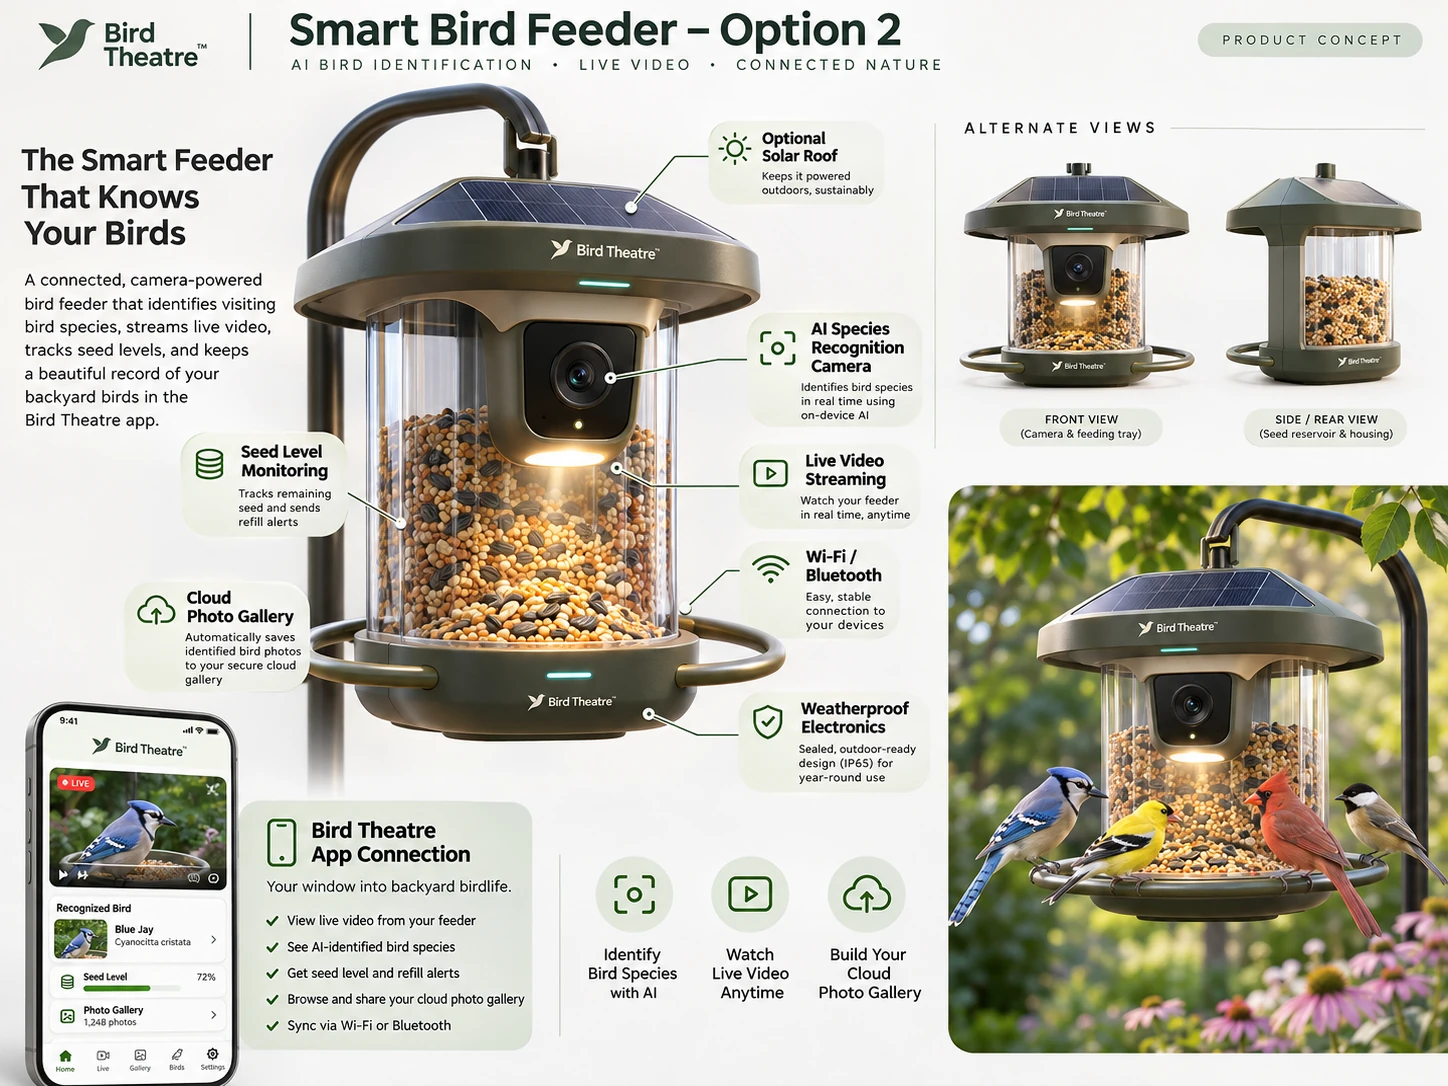 Bird
Theatre™
Smart Bird Feeder – Option 2
AI BIRD IDENTIFICATION • LIVE VIDEO • CONNECTED NATURE
PRODUCT CONCEPT
The Smart Feeder
That Knows
Your Birds
A connected, camera-powered
bird feeder that identifies visiting
bird species, streams live video,
tracks seed levels, and keeps
a beautiful record of your
backyard birds in the
Bird Theatre app.
Optional
Solar Roof
Keeps it powered
outdoors, sustainably
Bird Theatre™
AI Species
Recognition
Camera
Identifies bird species
in real time using
on-device AI
Seed Level
Monitoring
Tracks remaining
seed and sends
refill alerts
Live Video
Streaming
Watch your feeder
in real time, anytime
Wi-Fi /
Bluetooth
Easy, stable
connection to
your devices
Cloud
Photo Gallery
Automatically saves
identified bird photos
to your secure cloud
gallery
Bird Theatre™
Weatherproof
Electronics
Sealed, outdoor-ready
design (IP65) for
year-round use
ALTERNATE VIEWS
Bird Theatre™
Bird Theatre™
Bird Theatre™
FRONT VIEW
(Camera & feeding tray)
SIDE / REAR VIEW
(Seed reservoir & housing)
Bird Theatre™
9:41
Bird Theatre™
LIVE
Recognized Bird
Blue Jay
Cyanocitta cristata
Seed Level
72%
Photo Gallery
1,248 photos
Home
Live
Gallery
Birds
Settings
Bird Theatre
App Connection
Your window into backyard birdlife.
View live video from your feeder
See AI-identified bird species
Get seed level and refill alerts
Browse and share your cloud photo gallery
Sync via Wi-Fi or Bluetooth
Identify
Bird Species
with AI
Watch
Live Video
Anytime
Build Your
Cloud
Photo Gallery